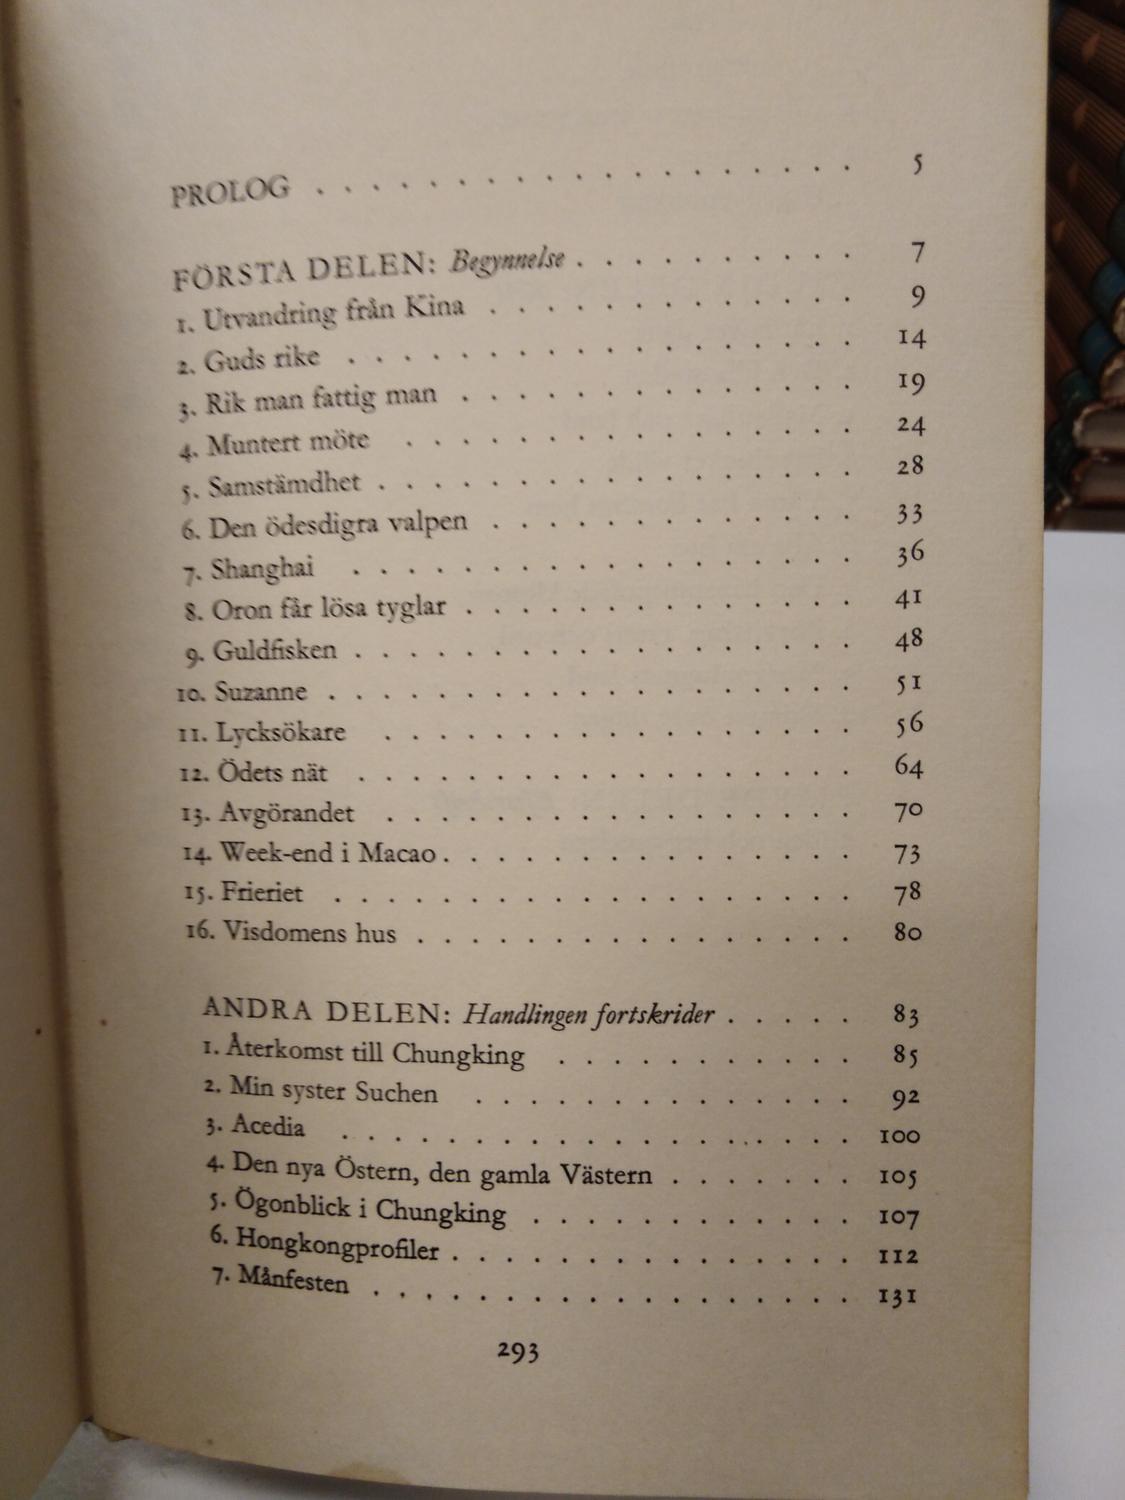 PROLOG . . . . . . . . . . . . . . . . . . . . 5
FÖRSTA DELEN: Begynnelse . . . . . . . . . . . 7
1. Utvandring från Kina . . . . . . . . . . . . . . 9
2. Guds rike . . . . . . . . . . . . . . . . . . . 14
3. Rik man fattig man . . . . . . . . . . . . . . . 19
4. Muntert möte . . . . . . . . . . . . . . . . . 24
5. Samstämdhet . . . . . . . . . . . . . . . . . . 28
6. Den ödesdigra valpen . . . . . . . . . . . . . . 33
7. Shanghai . . . . . . . . . . . . . . . . . . . 36
8. Oron får lösa tyglar . . . . . . . . . . . . . . . 41
9. Guldfisken . . . . . . . . . . . . . . . . . . . 48
10. Suzanne . . . . . . . . . . . . . . . . . . . . 51
11. Lycksökare . . . . . . . . . . . . . . . . . . 56
12. Ödets nät . . . . . . . . . . . . . . . . . . . 64
13. Avgörandet . . . . . . . . . . . . . . . . . . 70
14. Week-end i Macao . . . . . . . . . . . . . . . . 73
15. Frieriet . . . . . . . . . . . . . . . . . . . . 78
16. Visdomens hus . . . . . . . . . . . . . . . . . 80
ANDRA DELEN: Handlingen fortskrider . . . . . 83
1. Återkomst till Chungking . . . . . . . . . . . 85
2. Min syster Suchen . . . . . . . . . . . . . . 92
3. Acedia . . . . . . . . . . . . . . . . . . . 100
4. Den nya Östern, den gamla Västern . . . . . . . 105
5. Ögonblick i Chungking . . . . . . . . . . . . 107
6. Hongkongprofiler . . . . . . . . . . . . . . . 112
7. Månfesten . . . . . . . . . . . . . . . . . . 131
293